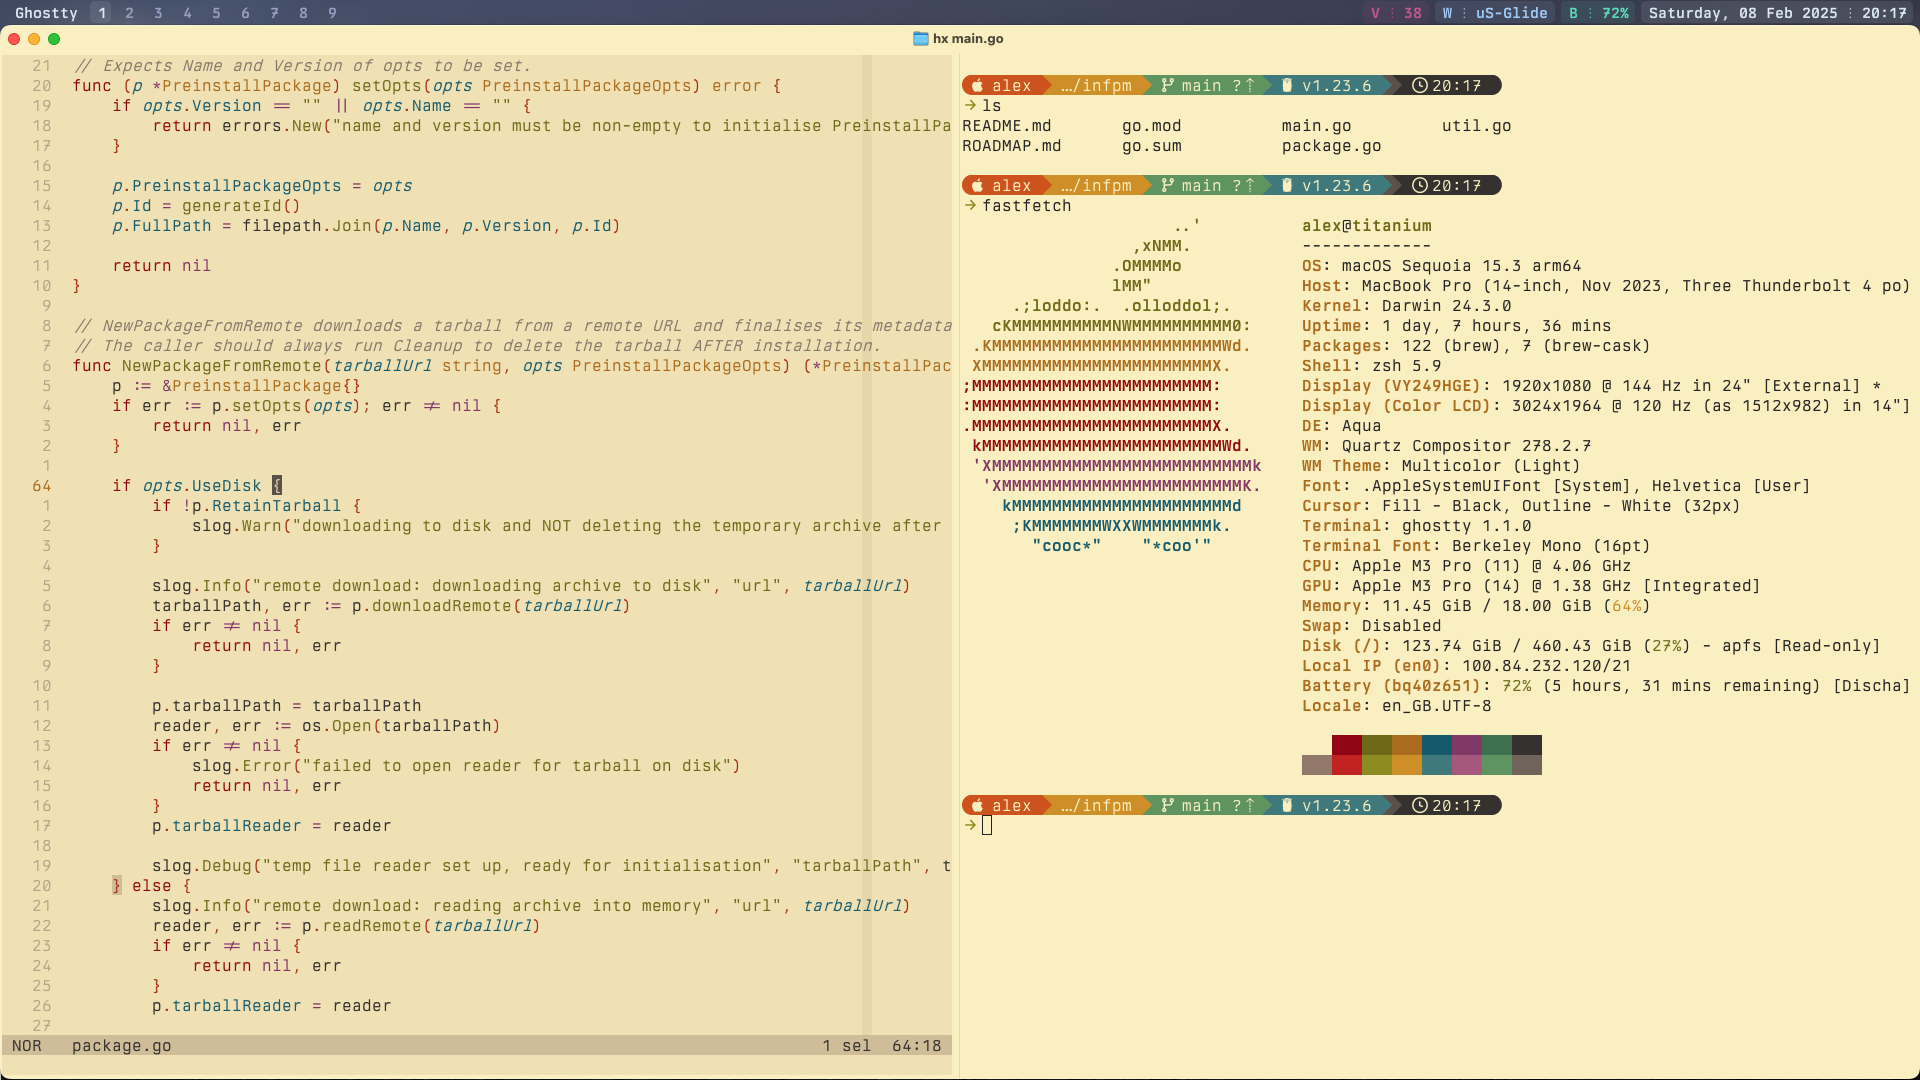 Ghostty 1 2 3 4 5 6 7 8 9
V : 38 W : uS-Glide B : 72% Saturday, 08 Feb 2025 : 20:17
hx main.go
21 // Expects Name and Version of opts to be set.
20 func (p *PreinstallPackage) setOpts(opts PreinstallPackageOpts) error {
19 if opts.Version == "" || opts.Name == "" {
18 return errors.New("name and version must be non-empty to initialise PreinstallPa
17 }
16
15 p.PreinstallPackageOpts = opts
14 p.Id = generateId()
13 p.FullPath = filepath.Join(p.Name, p.Version, p.Id)
12
11 return nil
10 }
9
8 // NewPackageFromRemote downloads a tarball from a remote URL and finalises its metadata
7 // The caller should always run Cleanup to delete the tarball AFTER installation.
6 func NewPackageFromRemote(tarballUrl string, opts PreinstallPackageOpts) (*PreinstallPac
5 p := &PreinstallPackage{}
4 if err := p.setOpts(opts); err != nil {
3 return nil, err
2 }
1
64 if opts.UseDisk {
1 if !p.RetainTarball {
2 slog.Warn("downloading to disk and NOT deleting the temporary archive after
3 }
4
5 slog.Info("remote download: downloading archive to disk", "url", tarballUrl)
6 tarballPath, err := p.downloadRemote(tarballUrl)
7 if err != nil {
8 return nil, err
9 }
10
11 p.tarballPath = tarballPath
12 reader, err := os.Open(tarballPath)
13 if err != nil {
14 slog.Error("failed to open reader for tarball on disk")
15 return nil, err
16 }
17 p.tarballReader = reader
18
19 slog.Debug("temp file reader set up, ready for initialisation", "tarballPath", t
20 } else {
21 slog.Info("remote download: reading archive into memory", "url", tarballUrl)
22 reader, err := p.readRemote(tarballUrl)
23 if err != nil {
24 return nil, err
25 }
26 p.tarballReader = reader
27
NOR package.go 1 sel 64:18
alex …/infpm main ?⇡ v1.23.6 20:17
→ ls
README.md go.mod main.go util.go
ROADMAP.md go.sum package.go
alex …/infpm main ?⇡ v1.23.6 20:17
→ fastfetch
..'
,xNMM.
.OMMMMo
lMM"
.;loddo:. .olloddol;.
cKMMMMMMMMMMNWMMMMMMMMMM0:
.KMMMMMMMMMMMMMMMMMMMMMMMWd.
XMMMMMMMMMMMMMMMMMMMMMMMX.
;MMMMMMMMMMMMMMMMMMMMMMMM:
:MMMMMMMMMMMMMMMMMMMMMMMM:
.MMMMMMMMMMMMMMMMMMMMMMMMX.
kMMMMMMMMMMMMMMMMMMMMMMMMWd.
'XMMMMMMMMMMMMMMMMMMMMMMMMMMk
'XMMMMMMMMMMMMMMMMMMMMMMMMK.
kMMMMMMMMMMMMMMMMMMMMMMd
;KMMMMMMMWXXWMMMMMMMk.
"cooc*" "*coo'"
alex@titanium
-------------
OS: macOS Sequoia 15.3 arm64
Host: MacBook Pro (14-inch, Nov 2023, Three Thunderbolt 4 po)
Kernel: Darwin 24.3.0
Uptime: 1 day, 7 hours, 36 mins
Packages: 122 (brew), 7 (brew-cask)
Shell: zsh 5.9
Display (VY249HGE): 1920x1080 @ 144 Hz in 24" [External] *
Display (Color LCD): 3024x1964 @ 120 Hz (as 1512x982) in 14"]
DE: Aqua
WM: Quartz Compositor 278.2.7
WM Theme: Multicolor (Light)
Font: .AppleSystemUIFont [System], Helvetica [User]
Cursor: Fill - Black, Outline - White (32px)
Terminal: ghostty 1.1.0
Terminal Font: Berkeley Mono (16pt)
CPU: Apple M3 Pro (11) @ 4.06 GHz
GPU: Apple M3 Pro (14) @ 1.38 GHz [Integrated]
Memory: 11.45 GiB / 18.00 GiB (64%)
Swap: Disabled
Disk (/): 123.74 GiB / 460.43 GiB (27%) - apfs [Read-only]
Local IP (en0): 100.84.232.120/21
Battery (bq40z651): 72% (5 hours, 31 mins remaining) [Discha]
Locale: en_GB.UTF-8
alex …/infpm main ?⇡ v1.23.6 20:17
→